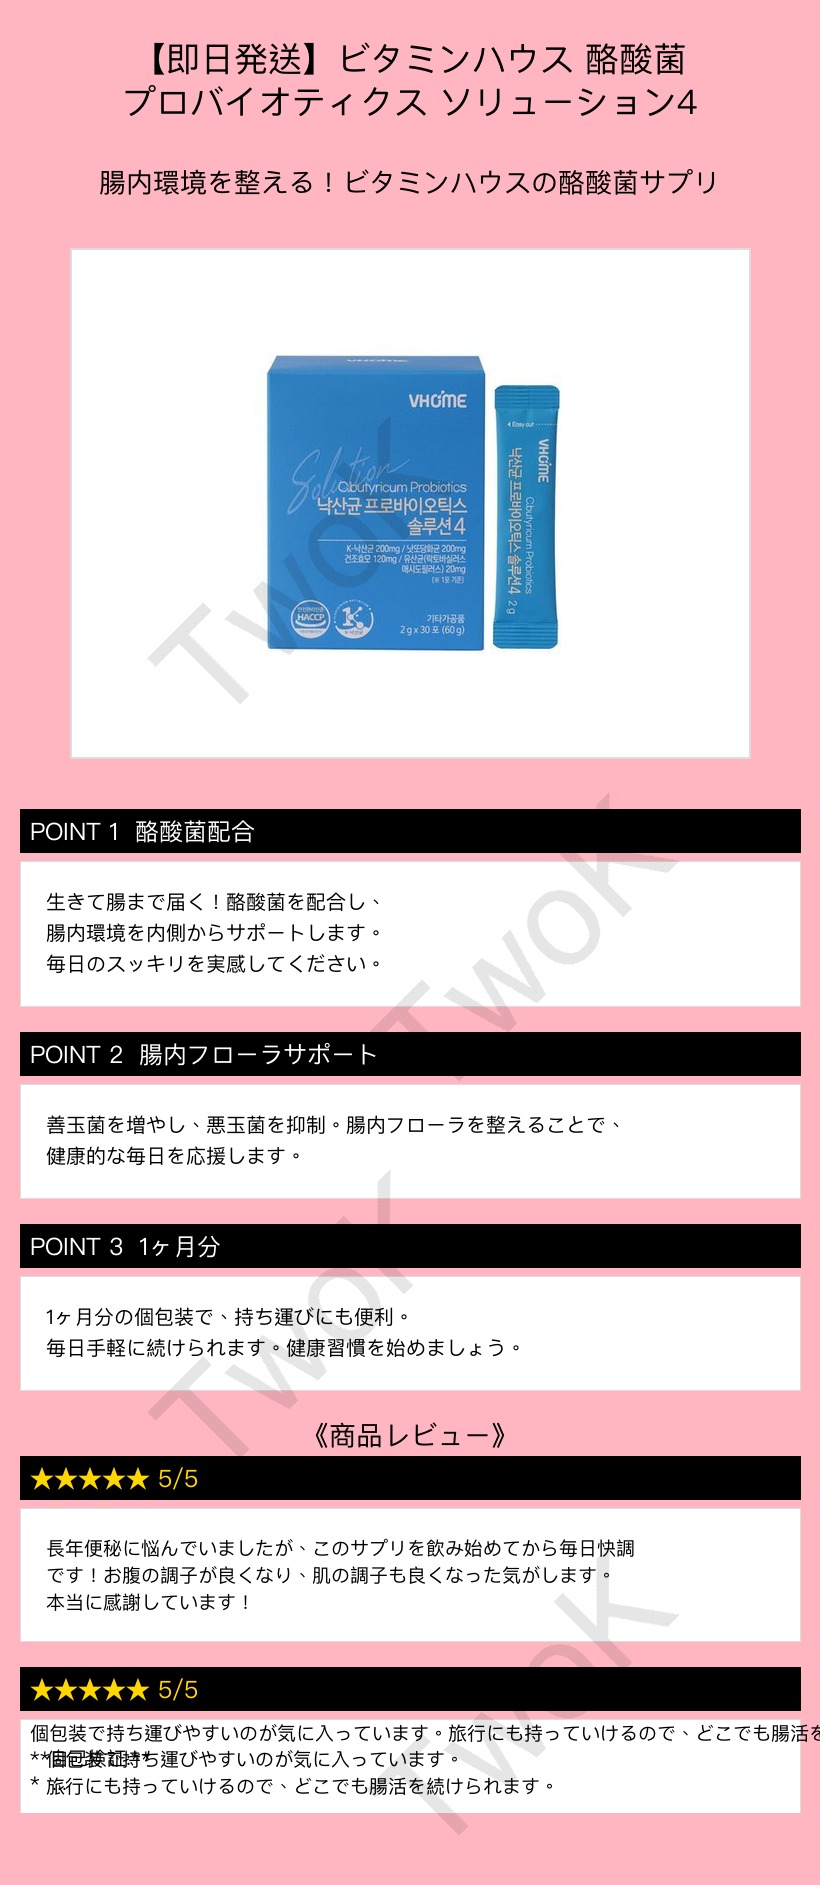 【即日発送】ビタミンハウス 酪酸菌
プロバイオティクス ソリューション4
腸内環境を整える！ビタミンハウスの酪酸菌サプリ
VHOME
VHOME
Solution
C.butyricum Probiotics
낙산균 프로바이오틱스
솔루션4
K-낙산균 200mg / 낫또당화균 200mg
건조효모 120mg / 유산균(락토바실러스
애시도필러스) 20mg
(※ 1포 기준)
HACCP
K-낙산균
기타가공품
2 g x 30 포 (60 g)
Easy cut
VHOME
C.butyricum Probiotics
낙산균 프로바이오틱스 솔루션4 2 g
TwoK
POINT 1 酪酸菌配合
生きて腸まで届く！酪酸菌を配合し、
腸内環境を内側からサポートします。
毎日のスッキリを実感してください。
TwoK
POINT 2 腸内フローラサポート
善玉菌を増やし、悪玉菌を抑制。腸内フローラを整えることで、
健康的な毎日を応援します。
POINT 3 1ヶ月分
1ヶ月分の個包装で、持ち運びにも便利。
毎日手軽に続けられます。健康習慣を始めましょう。
TwoK
《商品レビュー》
★★★★★ 5/5
長年便秘に悩んでいましたが、このサプリを飲み始めてから毎日快調
です！お腹の調子が良くなり、肌の調子も良くなった気がします。
本当に感謝しています！
★★★★★ 5/5
個包装で持ち運びやすいのが気に入っています。旅行にも持っていけるので、どこでも腸活を
**自己検証**
個包装で持ち運びやすいのが気に入っています。
* 旅行にも持っていけるので、どこでも腸活を続けられます。
TwoK